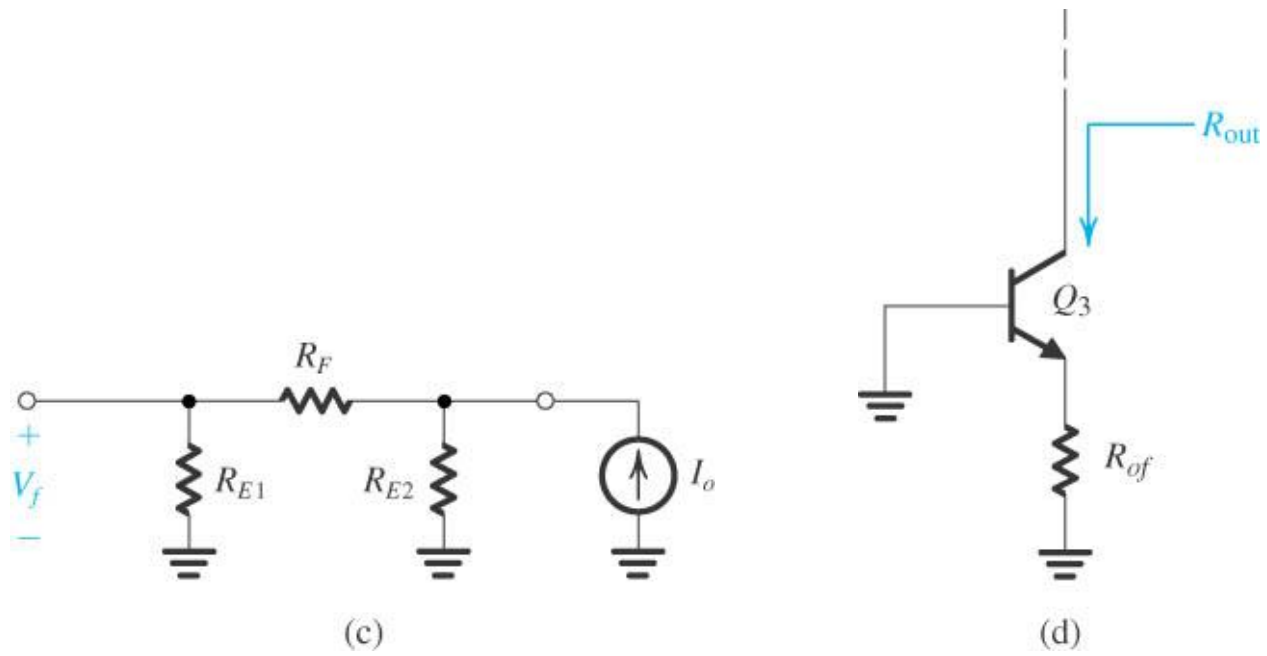 R_out
Q_3
R_F
+
V_f
−
R_E1
R_E2
I_o
R_of
(c)
(d)